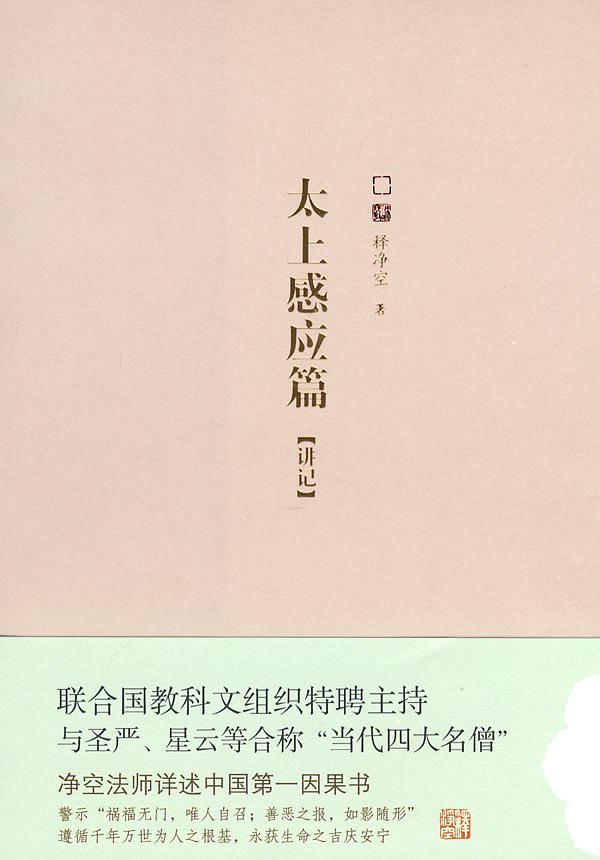 太上感应篇
【讲记】
释净空 著
联合国教科文组织特聘主持
与圣严、星云等合称“当代四大名僧”
净空法师详述中国第一因果书
警示“祸福无门，唯人自召；善恶之报，如影随形”
遵循千年万世为人之根基，永获生命之吉庆安宁